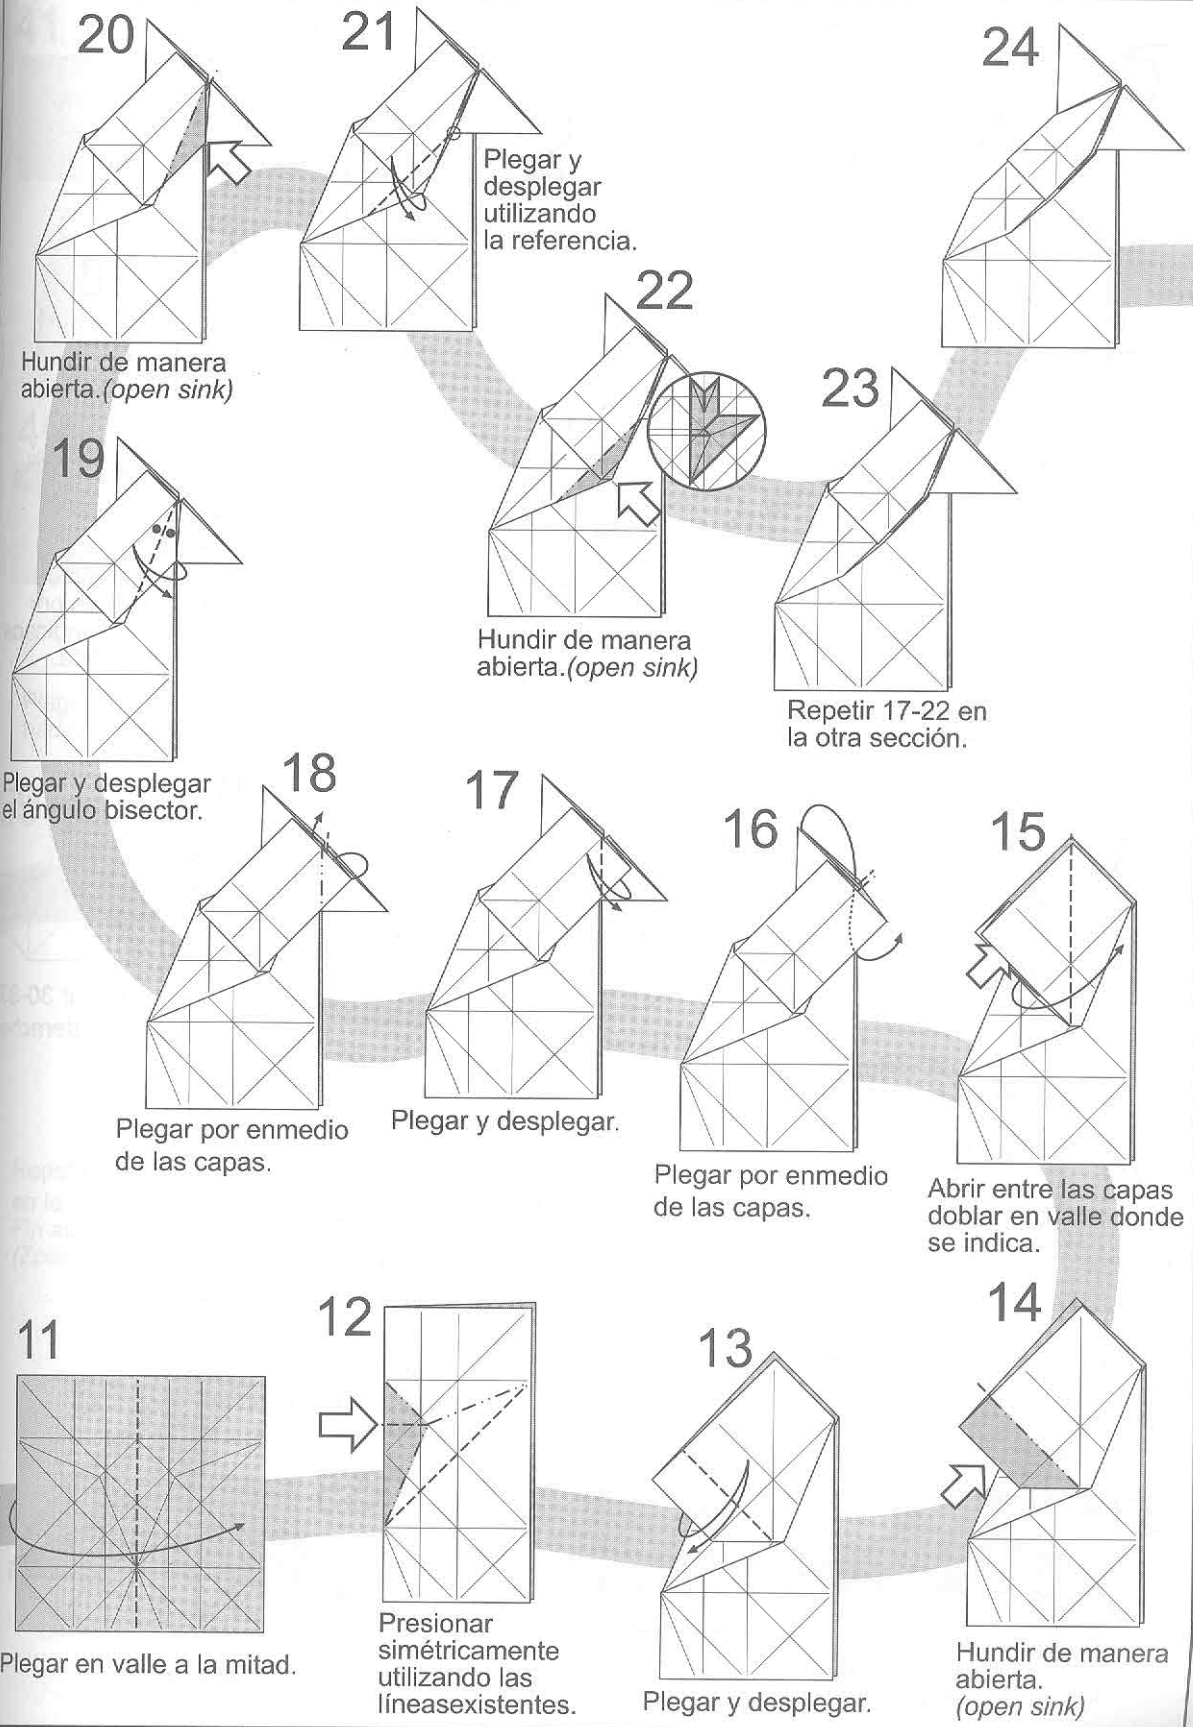 11
Plegar en valle a la mitad.
12
Presionar
simétricamente
utilizando las
líneasexistentes.
13
Plegar y desplegar.
14
Hundir de manera
abierta.
(open sink)
15
Abrir entre las capas
doblar en valle donde
se indica.
16
Plegar por enmedio
de las capas.
17
Plegar y desplegar.
18
Plegar por enmedio
de las capas.
19
Plegar y desplegar
el ángulo bisector.
20
Hundir de manera
abierta.(open sink)
21
Plegar y
desplegar
utilizando
la referencia.
22
Hundir de manera
abierta.(open sink)
23
Repetir 17-22 en
la otra sección.
24